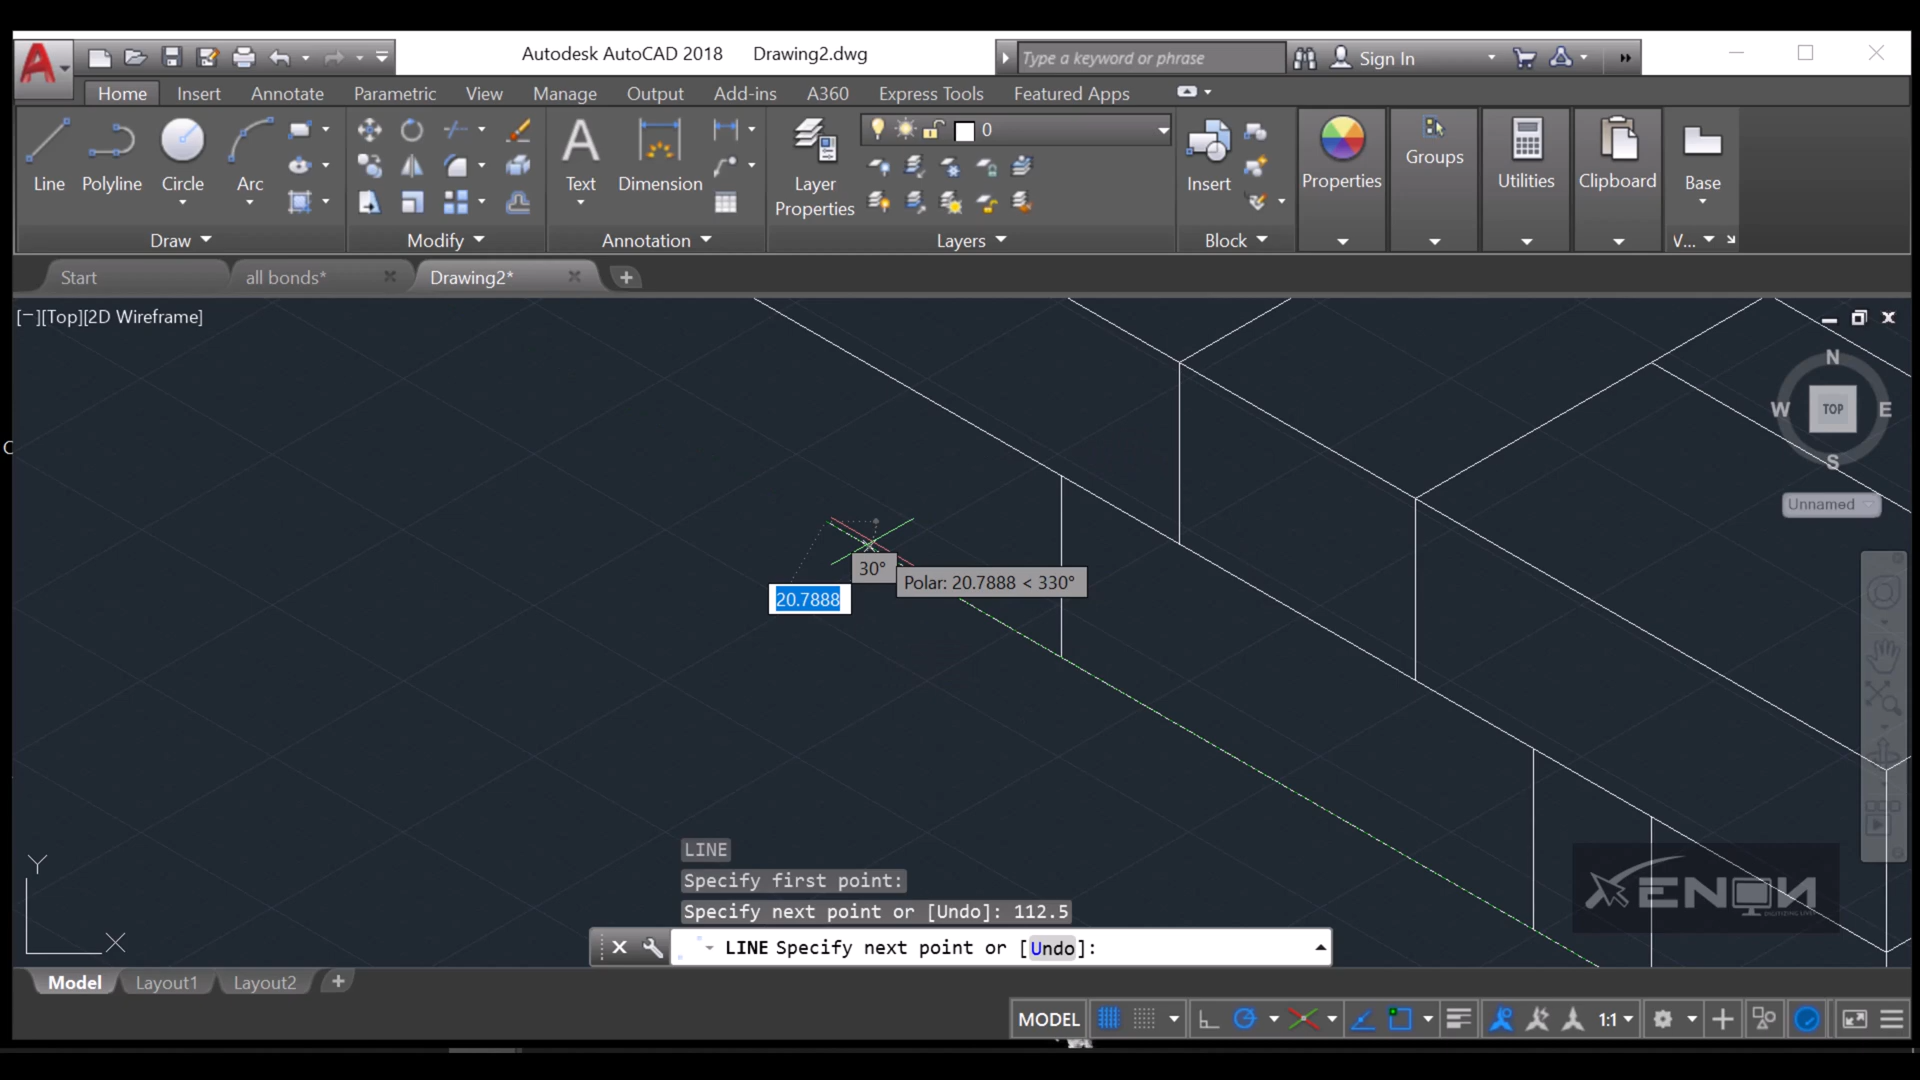 Autodesk AutoCAD 2018 Drawing2.dwg
Type a keyword or phrase
Sign In
Home Insert Annotate Parametric View Manage Output Add-ins A360 Express Tools Featured Apps
Line Polyline Circle Arc
Text Dimension
Layer
Properties
0
Insert
Properties
Groups
Utilities
Clipboard
Base
Draw Modify Annotation Layers Block V...
Start all bonds* Drawing2*
[−][Top][2D Wireframe]
N
W TOP E
S
Unnamed
30°
Polar: 20.7888 < 330°
20.7888
LINE
Specify first point:
Specify next point or [Undo]: 112.5
LINE Specify next point or [Undo]:
Y
X
XENON
Model Layout1 Layout2
MODEL 1:1